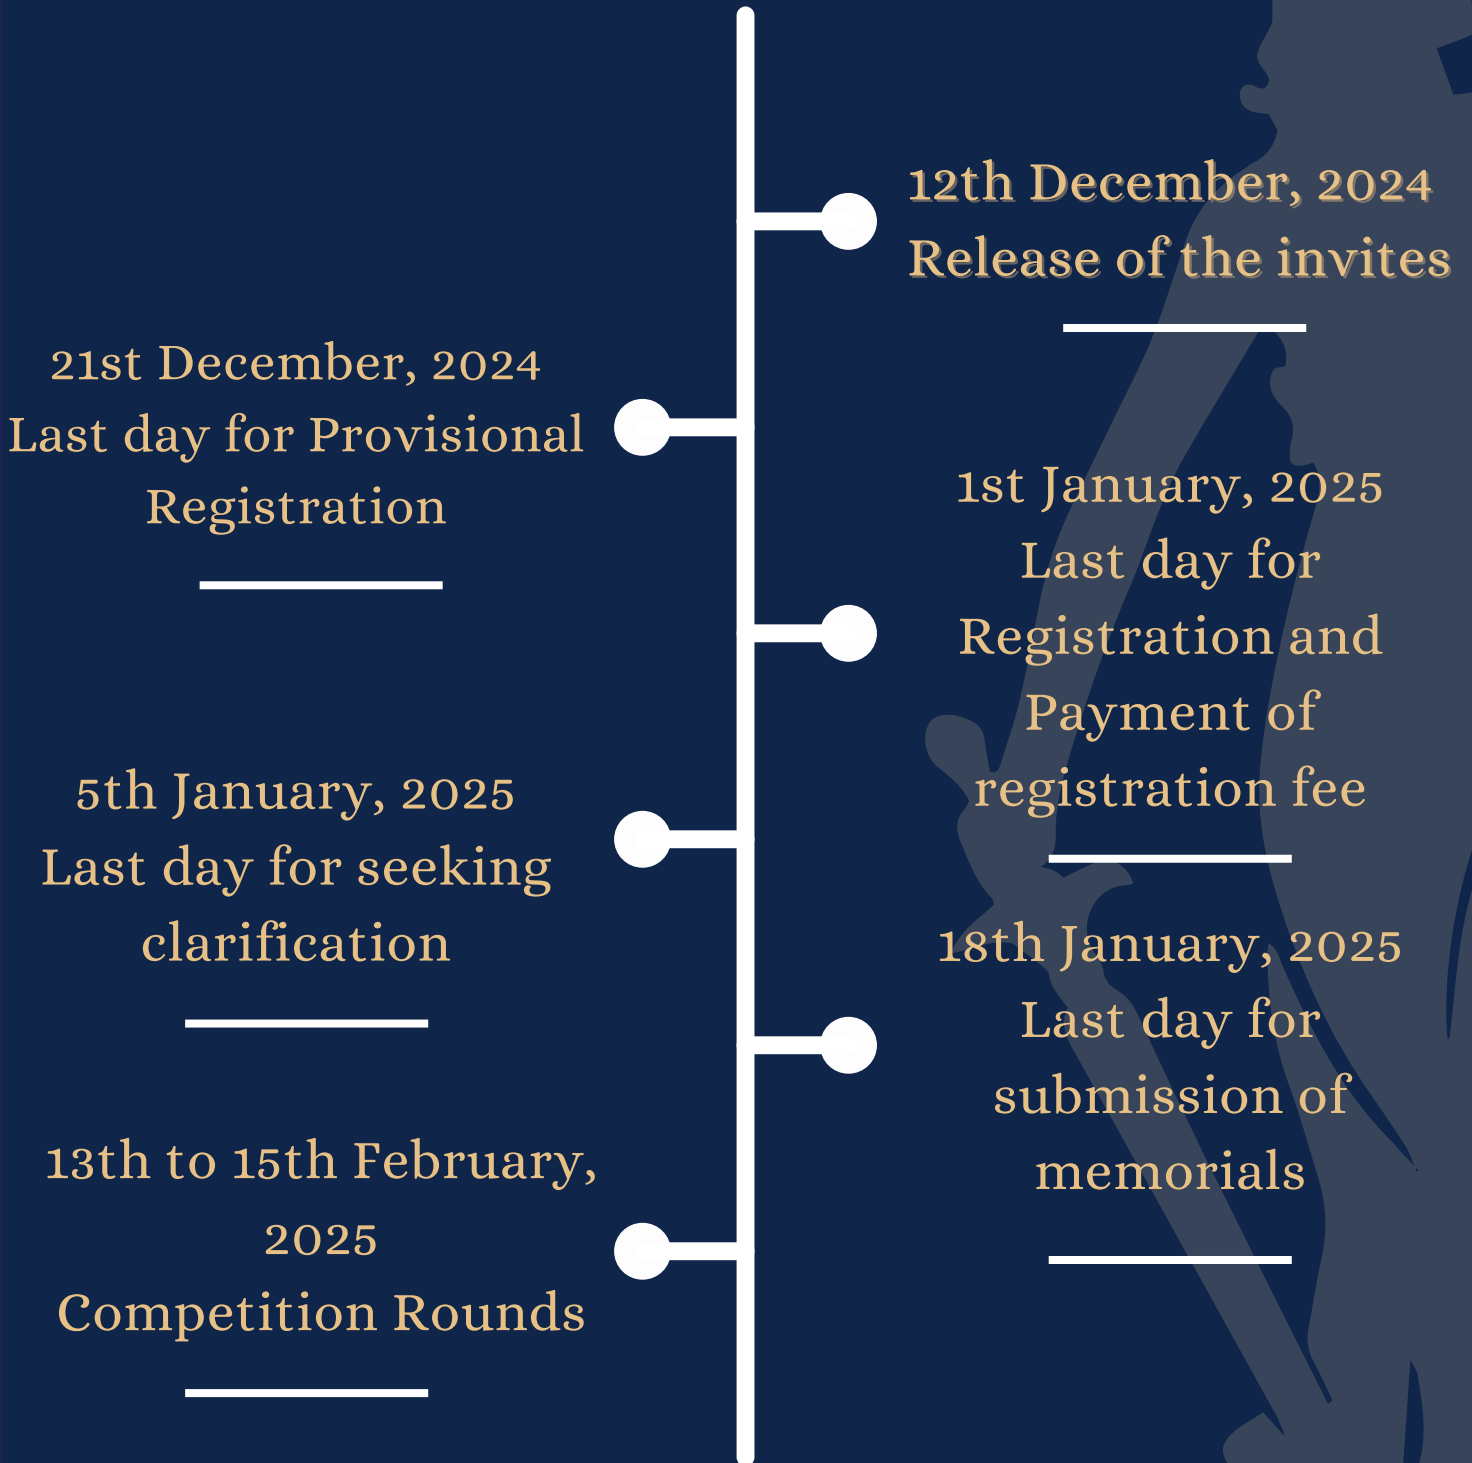 12th December, 2024
Release of the invites
21st December, 2024
Last day for Provisional
Registration
1st January, 2025
Last day for
Registration and
Payment of
registration fee
5th January, 2025
Last day for seeking
clarification
18th January, 2025
Last day for
submission of
memorials
13th to 15th February,
2025
Competition Rounds